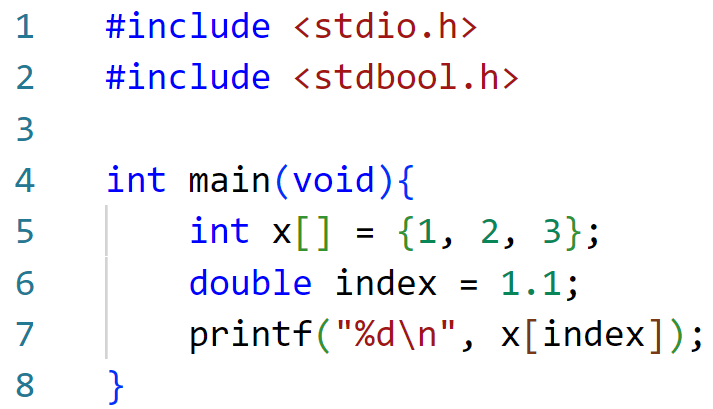 1 #include <stdio.h>
2 #include <stdbool.h>
3
4 int main(void){
5     int x[] = {1, 2, 3};
6     double index = 1.1;
7     printf("%d\n", x[index]);
8 }